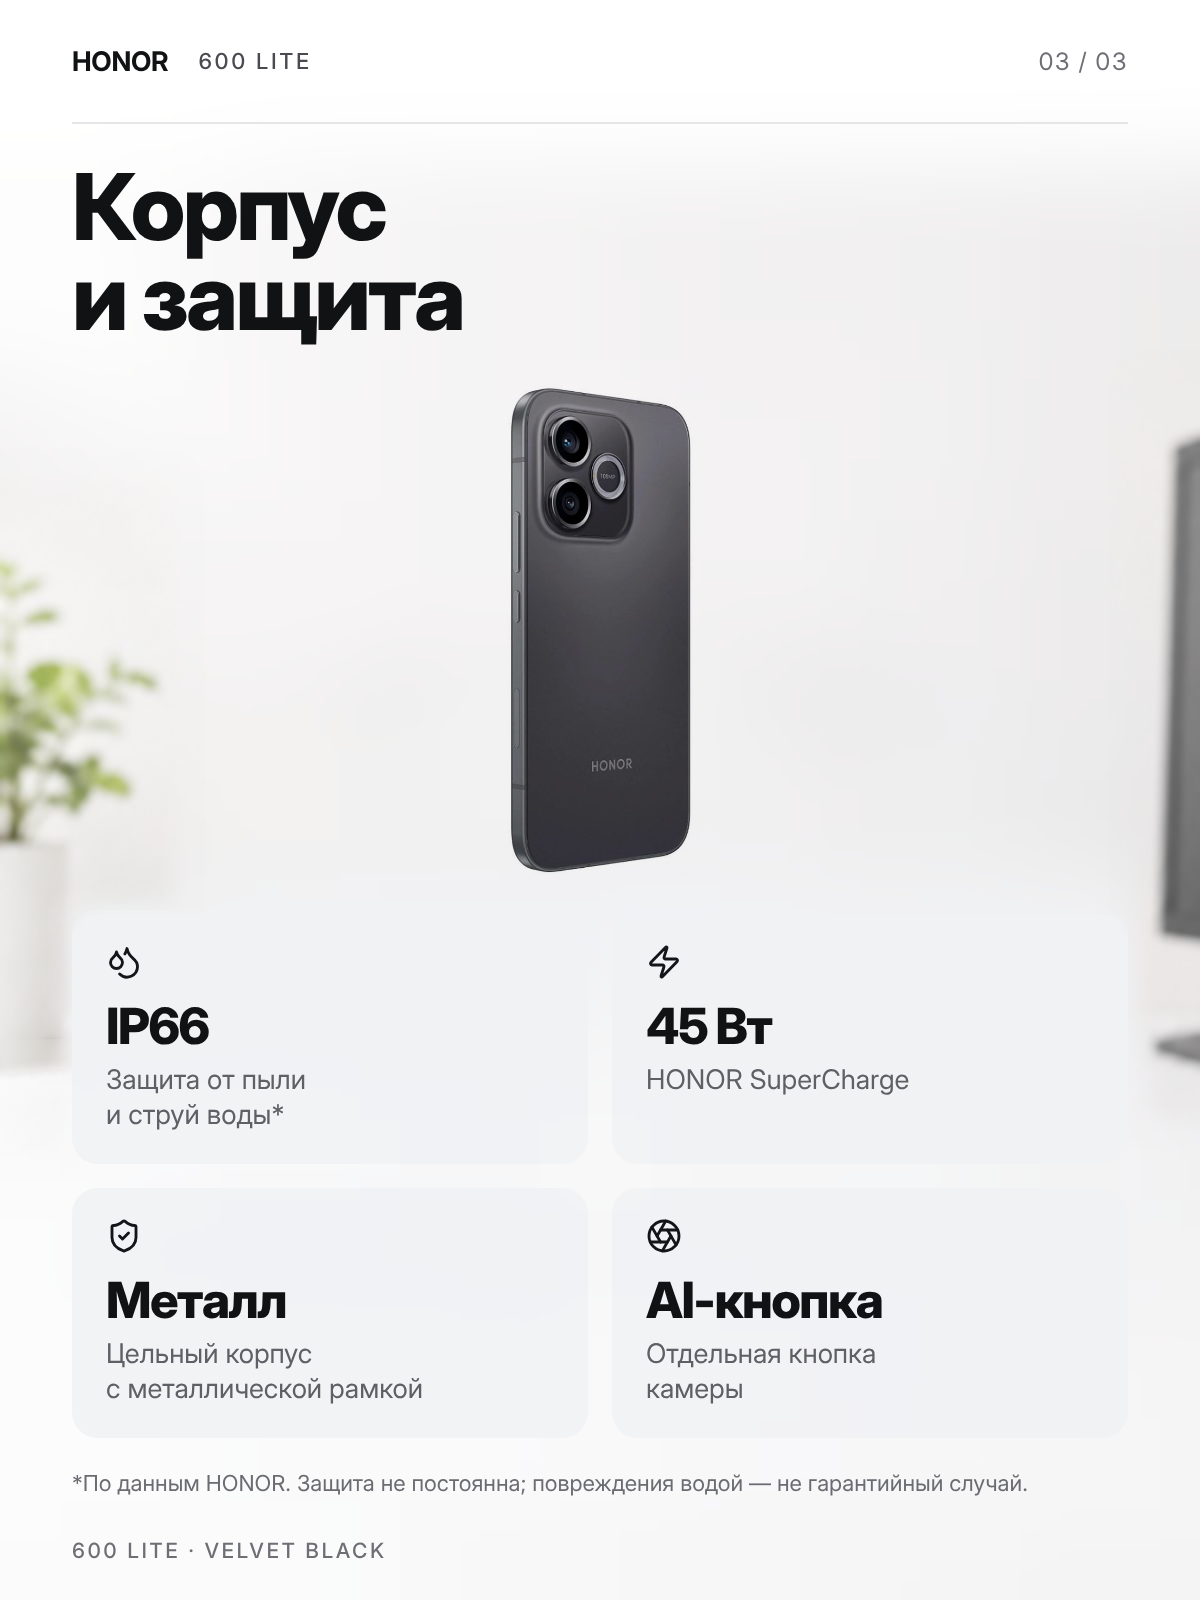 HONOR 600 LITE 03 / 03
Корпус
и защита
108MP
HONOR
IP66
Защита от пыли
и струй воды*
45 Вт
HONOR SuperCharge
Металл
Цельный корпус
с металлической рамкой
AI-кнопка
Отдельная кнопка
камеры
*По данным HONOR. Защита не постоянна; повреждения водой — не гарантийный случай.
600 LITE · VELVET BLACK